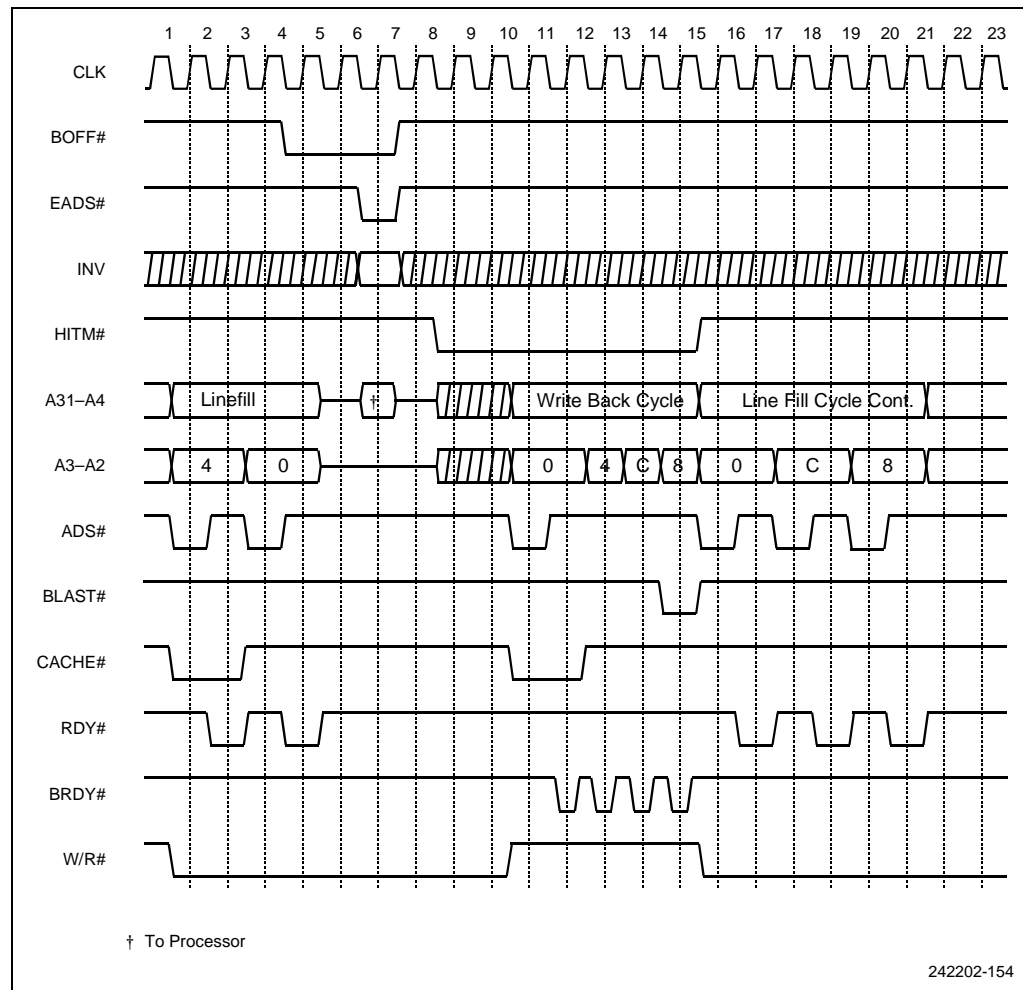 1 2 3 4 5 6 7 8 9 10 11 12 13 14 15 16 17 18 19 20 21 22 23
CLK
BOFF#
EADS#
INV
HITM#
A31–A4 Linefill † Write Back Cycle Line Fill Cycle Cont.
A3–A2 4 0 0 4 C 8 0 C 8
ADS#
BLAST#
CACHE#
RDY#
BRDY#
W/R#
† To Processor
242202-154